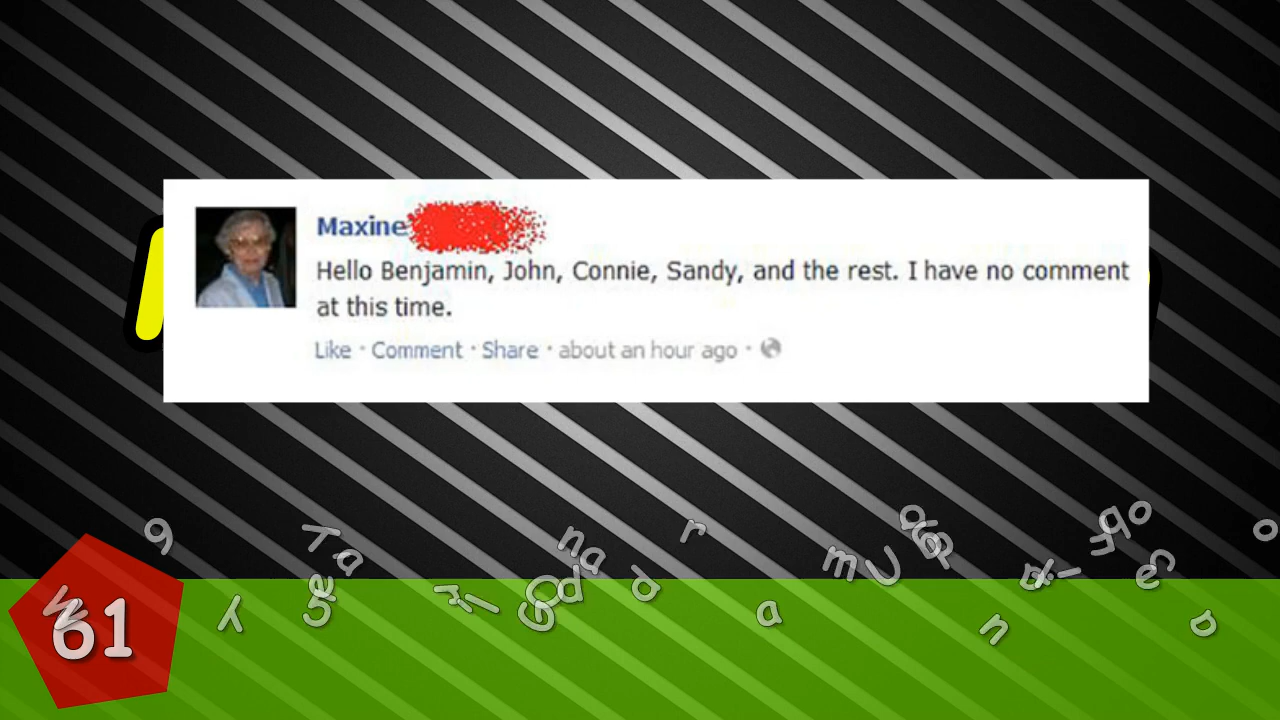 Maxine
Hello Benjamin, John, Connie, Sandy, and the rest. I have no comment
at this time.
Like · Comment · Share · about an hour ago ·
61